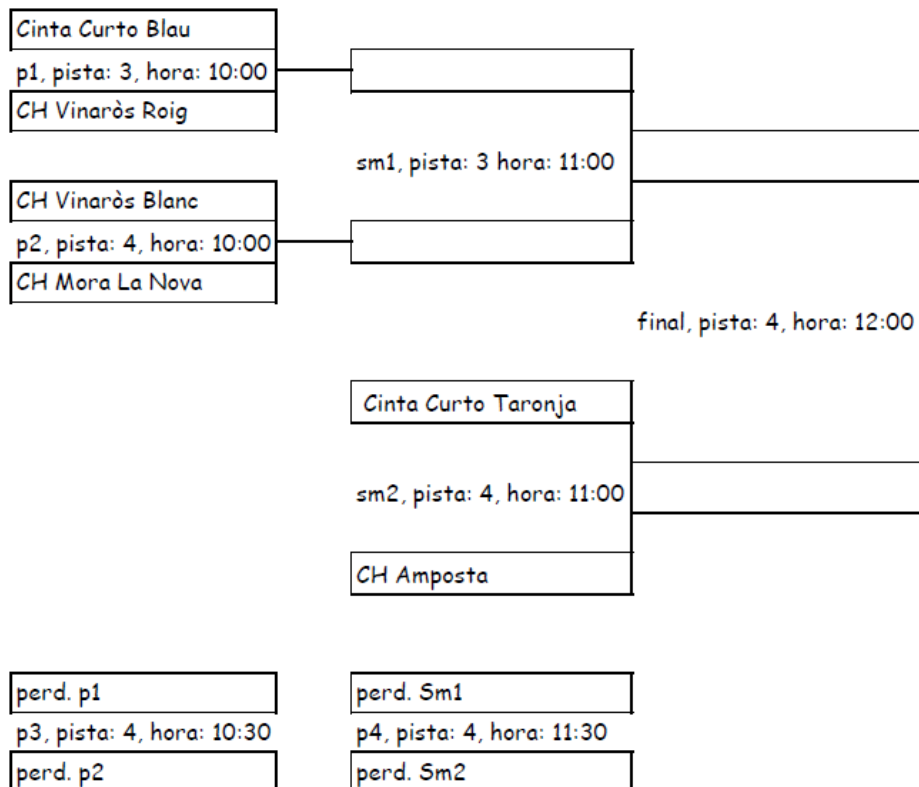 Cinta Curto Blau
p1, pista: 3, hora: 10:00
CH Vinaròs Roig
sm1, pista: 3 hora: 11:00
CH Vinaròs Blanc
p2, pista: 4, hora: 10:00
CH Mora La Nova
final, pista: 4, hora: 12:00
Cinta Curto Taronja
sm2, pista: 4, hora: 11:00
CH Amposta
perd. p1
p3, pista: 4, hora: 10:30
perd. p2
perd. Sm1
p4, pista: 4, hora: 11:30
perd. Sm2